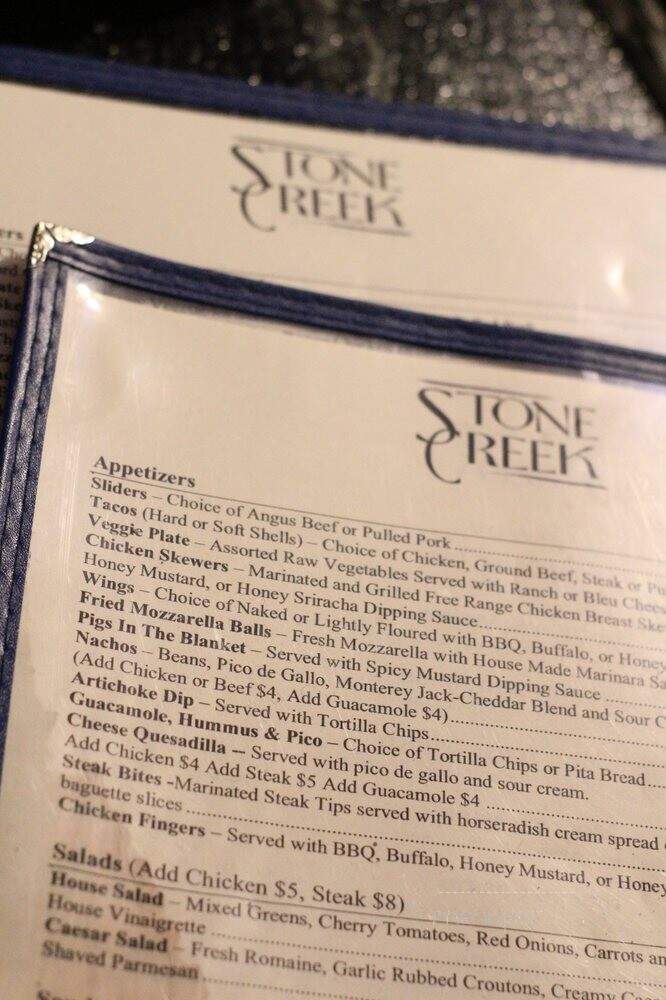 STONE
CREEK
STONE
CREEK
Appetizers
Sliders – Choice of Angus Beef or Pulled Pork
Tacos (Hard or Soft Shells) – Choice of Chicken, Ground Beef, Steak or
Veggie Plate – Assorted Raw Vegetables Served with Ranch or Bleu
Chicken Skewers – Marinated and Grilled Free Range Chicken Breast
Honey Mustard, or Honey Sriracha Dipping Sauce
Wings – Choice of Naked or Lightly Floured with BBQ, Buffalo, or Honey
Fried Mozzarella Balls – Fresh Mozzarella with House Made Marinara
Pigs In The Blanket – Served with Spicy Mustard Dipping Sauce
Nachos – Beans, Pico de Gallo, Monterey Jack-Cheddar Blend and Sour
(Add Chicken or Beef $4, Add Guacamole $4)
Artichoke Dip – Served with Tortilla Chips
Guacamole, Hummus & Pico – Choice of Tortilla Chips or Pita Bread
Cheese Quesadilla -- Served with pico de gallo and sour cream.
Add Chicken $4 Add Steak $5 Add Guacamole $4
Steak Bites -Marinated Steak Tips served with horseradish cream spread
baguette slices
Chicken Fingers – Served with BBQ, Buffalo, Honey Mustard, or Honey
Salads (Add Chicken $5, Steak $8)
House Salad – Mixed Greens, Cherry Tomatoes, Red Onions, Carrots
House Vinaigrette
Caesar Salad – Fresh Romaine, Garlic Rubbed Croutons, Creamy
Shaved Parmesan